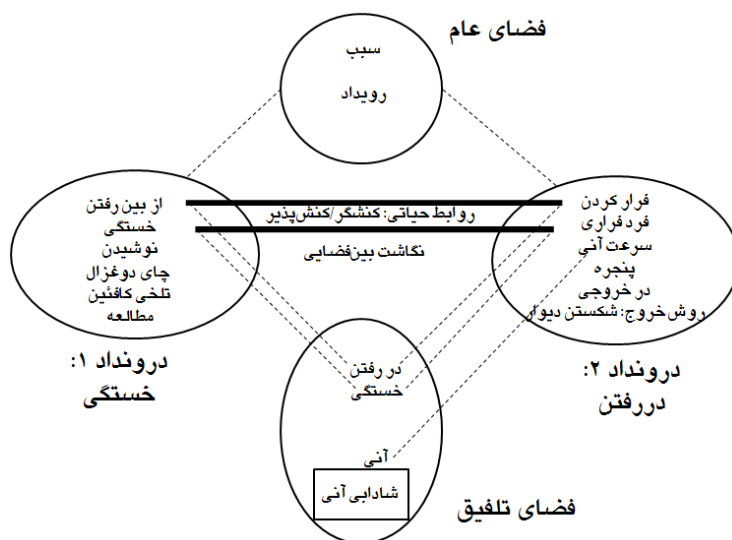 فضای عام
سبب
رویداد
فرار کردن
فرد فراری
سرعت آنی
پنجره
در خروجی
روش خروج: شکستن دیوار
درونداد ۲:
دررفتن
روابط حیاتی: کنشگر/کنش‌پذیر
نگاشت بین‌فضایی
از بین رفتن
خستگی
نوشیدن
چای دوغزال
تلخی کافئین
مطالعه
درونداد ۱:
خستگی
در رفتن
خستگی
آنی
شادابی آنی
فضای تلفیق